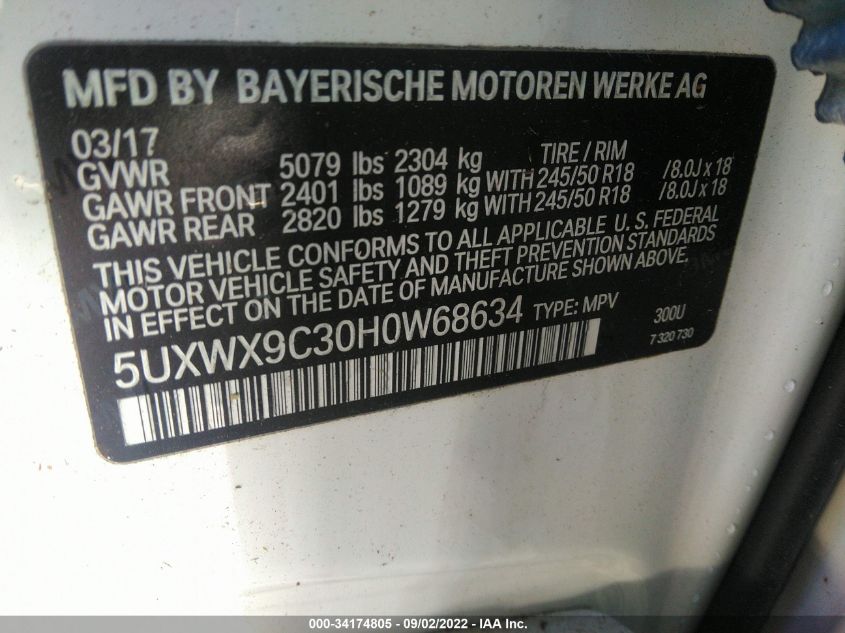 MFD BY BAYERISCHE MOTOREN WERKE AG
03/17
GVWR 5079 lbs 2304 kg TIRE / RIM
GAWR FRONT 2401 lbs 1089 kg WITH 245/50 R18 /8.0J x 18
GAWR REAR 2820 lbs 1279 kg WITH 245/50 R18 /8.0J x 18
THIS VEHICLE CONFORMS TO ALL APPLICABLE U. S. FEDERAL
MOTOR VEHICLE SAFETY AND THEFT PREVENTION STANDARDS
IN EFFECT ON THE DATE OF MANUFACTURE SHOWN ABOVE.
5UXWX9C30H0W68634 TYPE: MPV 300U
7 320 730
000-34174805 - 09/02/2022 - IAA Inc.